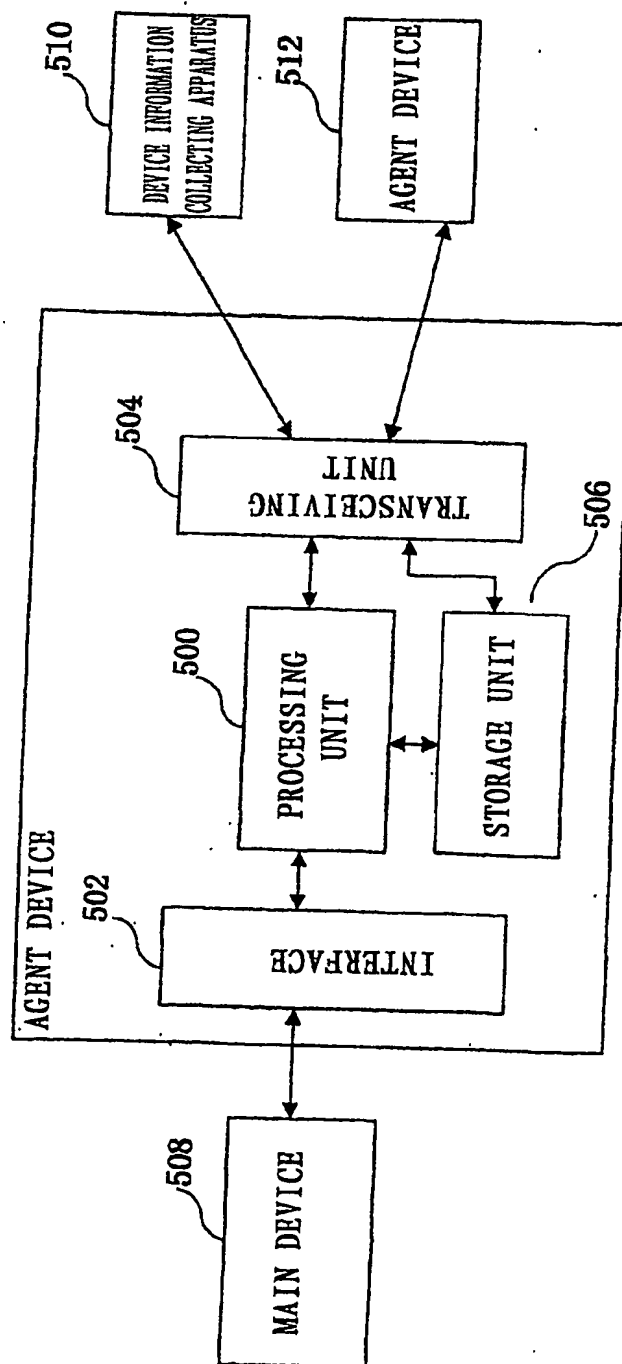 AGENT DEVICE
508
MAIN DEVICE
502
INTERFACE
500
PROCESSING
UNIT
504
TRANSCEIVING
UNIT
506
STORAGE UNIT
510
DEVICE INFORMATION
COLLECTING APPARATUS
512
AGENT DEVICE